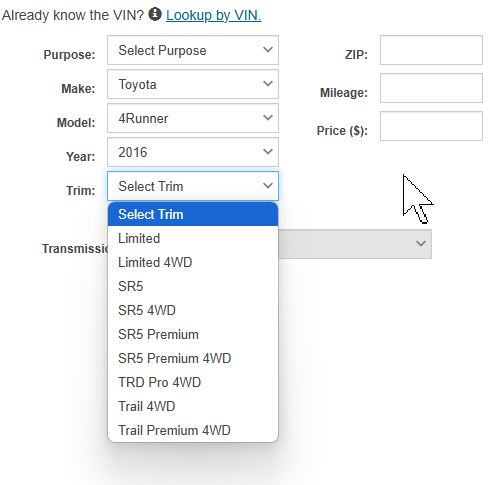 Already know the VIN? Lookup by VIN.
Purpose: Select Purpose ZIP:
Make: Toyota Mileage:
Model: 4Runner Price ($):
Year: 2016
Trim: Select Trim
Select Trim
Limited
Transmissio
Limited 4WD
SR5
SR5 4WD
SR5 Premium
SR5 Premium 4WD
TRD Pro 4WD
Trail 4WD
Trail Premium 4WD